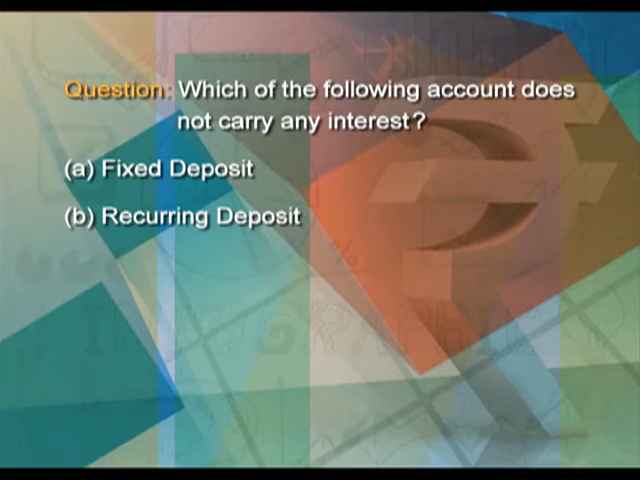 Question: Which of the following account does
not carry any interest?
(a) Fixed Deposit
(b) Recurring Deposit